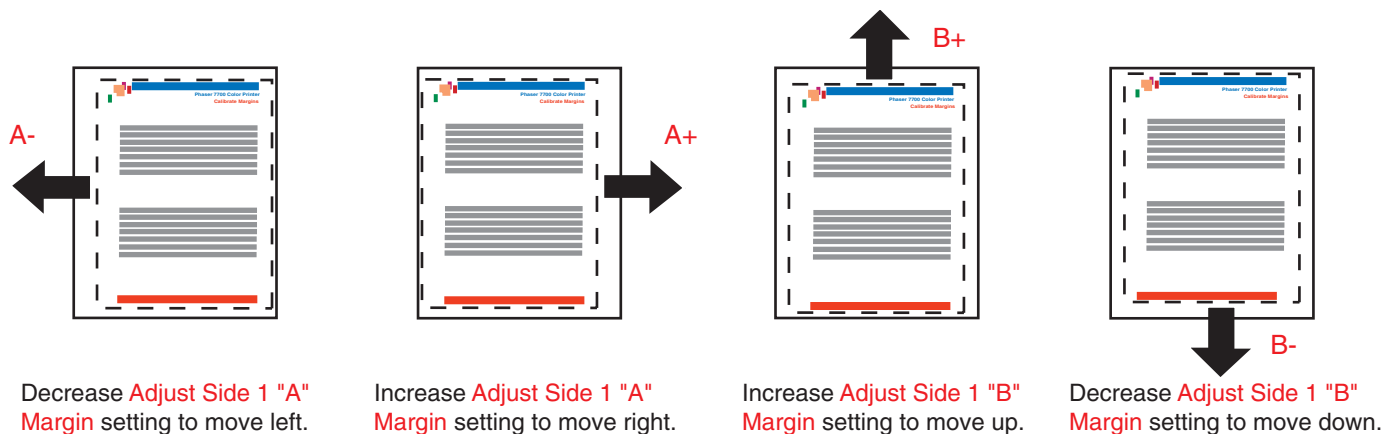 B+
Phaser 7700 Color Printer
Calibrate Margins
Phaser 7700 Color Printer
Calibrate Margins
Phaser 7700 Color Printer
Calibrate Margins
Phaser 7700 Color Printer
Calibrate Margins
A-
A+
B-
Decrease Adjust Side 1 "A"
Margin setting to move left.
Increase Adjust Side 1 "A"
Margin setting to move right.
Increase Adjust Side 1 "B"
Margin setting to move up.
Decrease Adjust Side 1 "B"
Margin setting to move down.